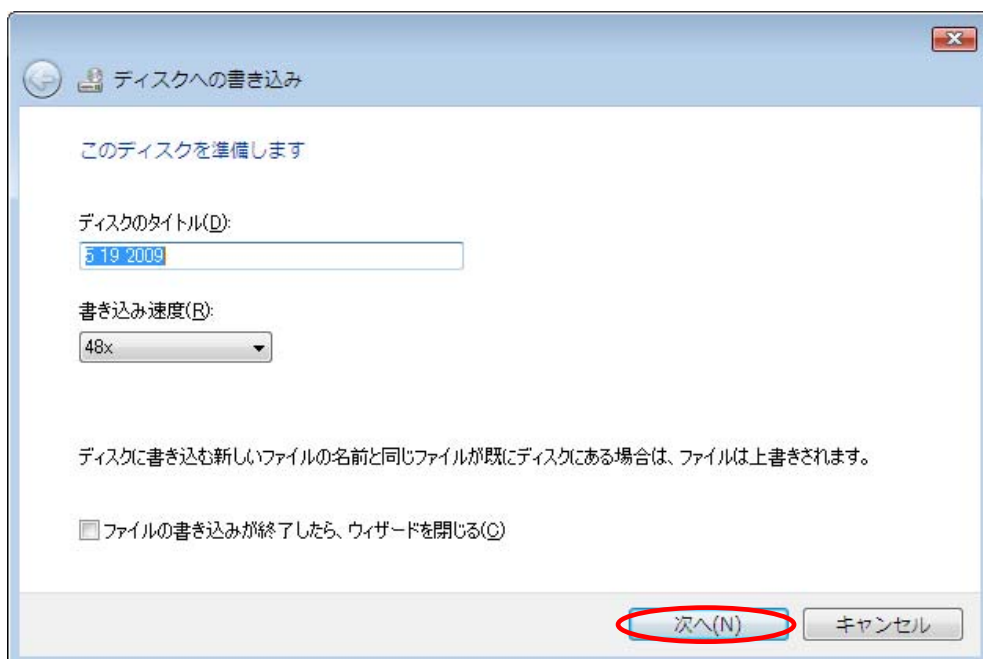 ディスクへの書き込み
このディスクを準備します
ディスクのタイトル(D):
5 19 2009
書き込み速度(R):
48x
ディスクに書き込む新しいファイルの名前と同じファイルが既にディスクにある場合は、ファイルは上書きされます。
ファイルの書き込みが終了したら、ウィザードを閉じる(C)
次へ(N) キャンセル